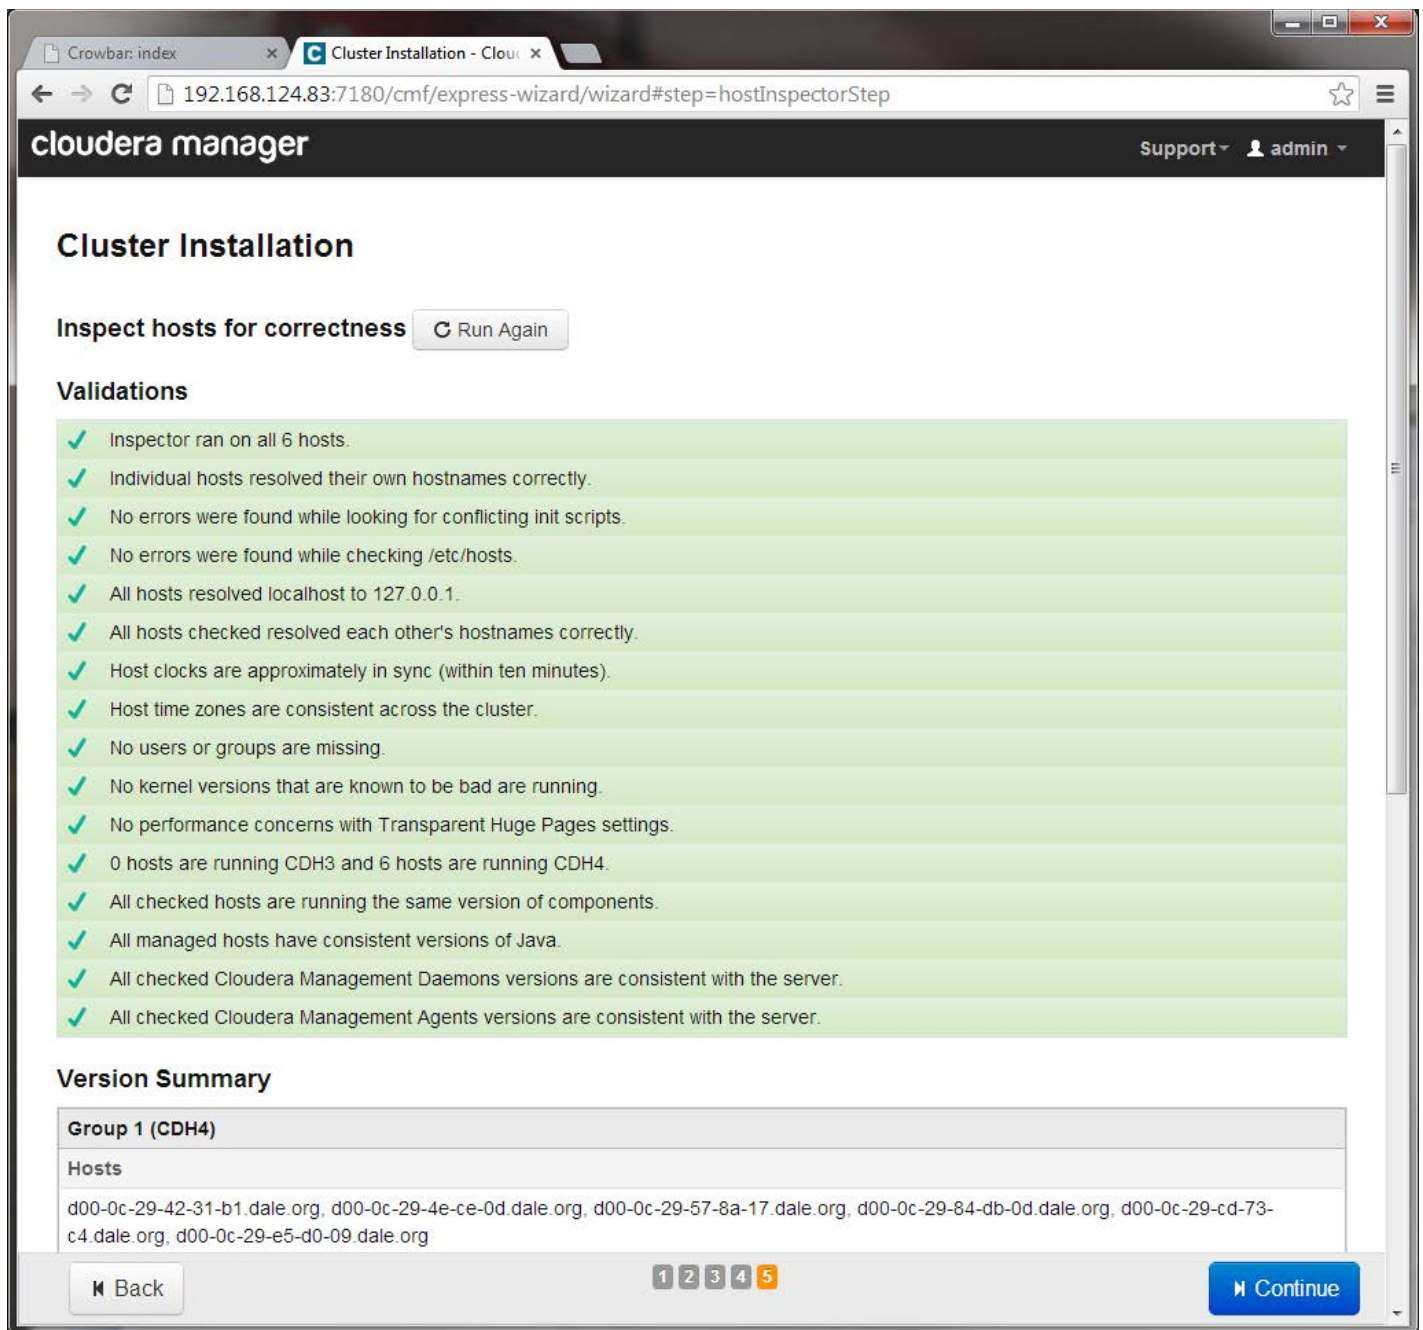 Crowbar: index
Cluster Installation - Clou
192.168.124.83:7180/cmf/express-wizard/wizard#step=hostInspectorStep
cloudera manager
Support admin
Cluster Installation
Inspect hosts for correctness Run Again
Validations
Inspector ran on all 6 hosts.
Individual hosts resolved their own hostnames correctly.
No errors were found while looking for conflicting init scripts.
No errors were found while checking /etc/hosts.
All hosts resolved localhost to 127.0.0.1.
All hosts checked resolved each other's hostnames correctly.
Host clocks are approximately in sync (within ten minutes).
Host time zones are consistent across the cluster.
No users or groups are missing.
No kernel versions that are known to be bad are running.
No performance concerns with Transparent Huge Pages settings.
0 hosts are running CDH3 and 6 hosts are running CDH4.
All checked hosts are running the same version of components.
All managed hosts have consistent versions of Java.
All checked Cloudera Management Daemons versions are consistent with the server.
All checked Cloudera Management Agents versions are consistent with the server.
Version Summary
Group 1 (CDH4)
Hosts
d00-0c-29-42-31-b1.dale.org, d00-0c-29-4e-ce-0d.dale.org, d00-0c-29-57-8a-17.dale.org, d00-0c-29-84-db-0d.dale.org, d00-0c-29-cd-73-
c4.dale.org, d00-0c-29-e5-d0-09.dale.org
Back
1 2 3 4 5
Continue